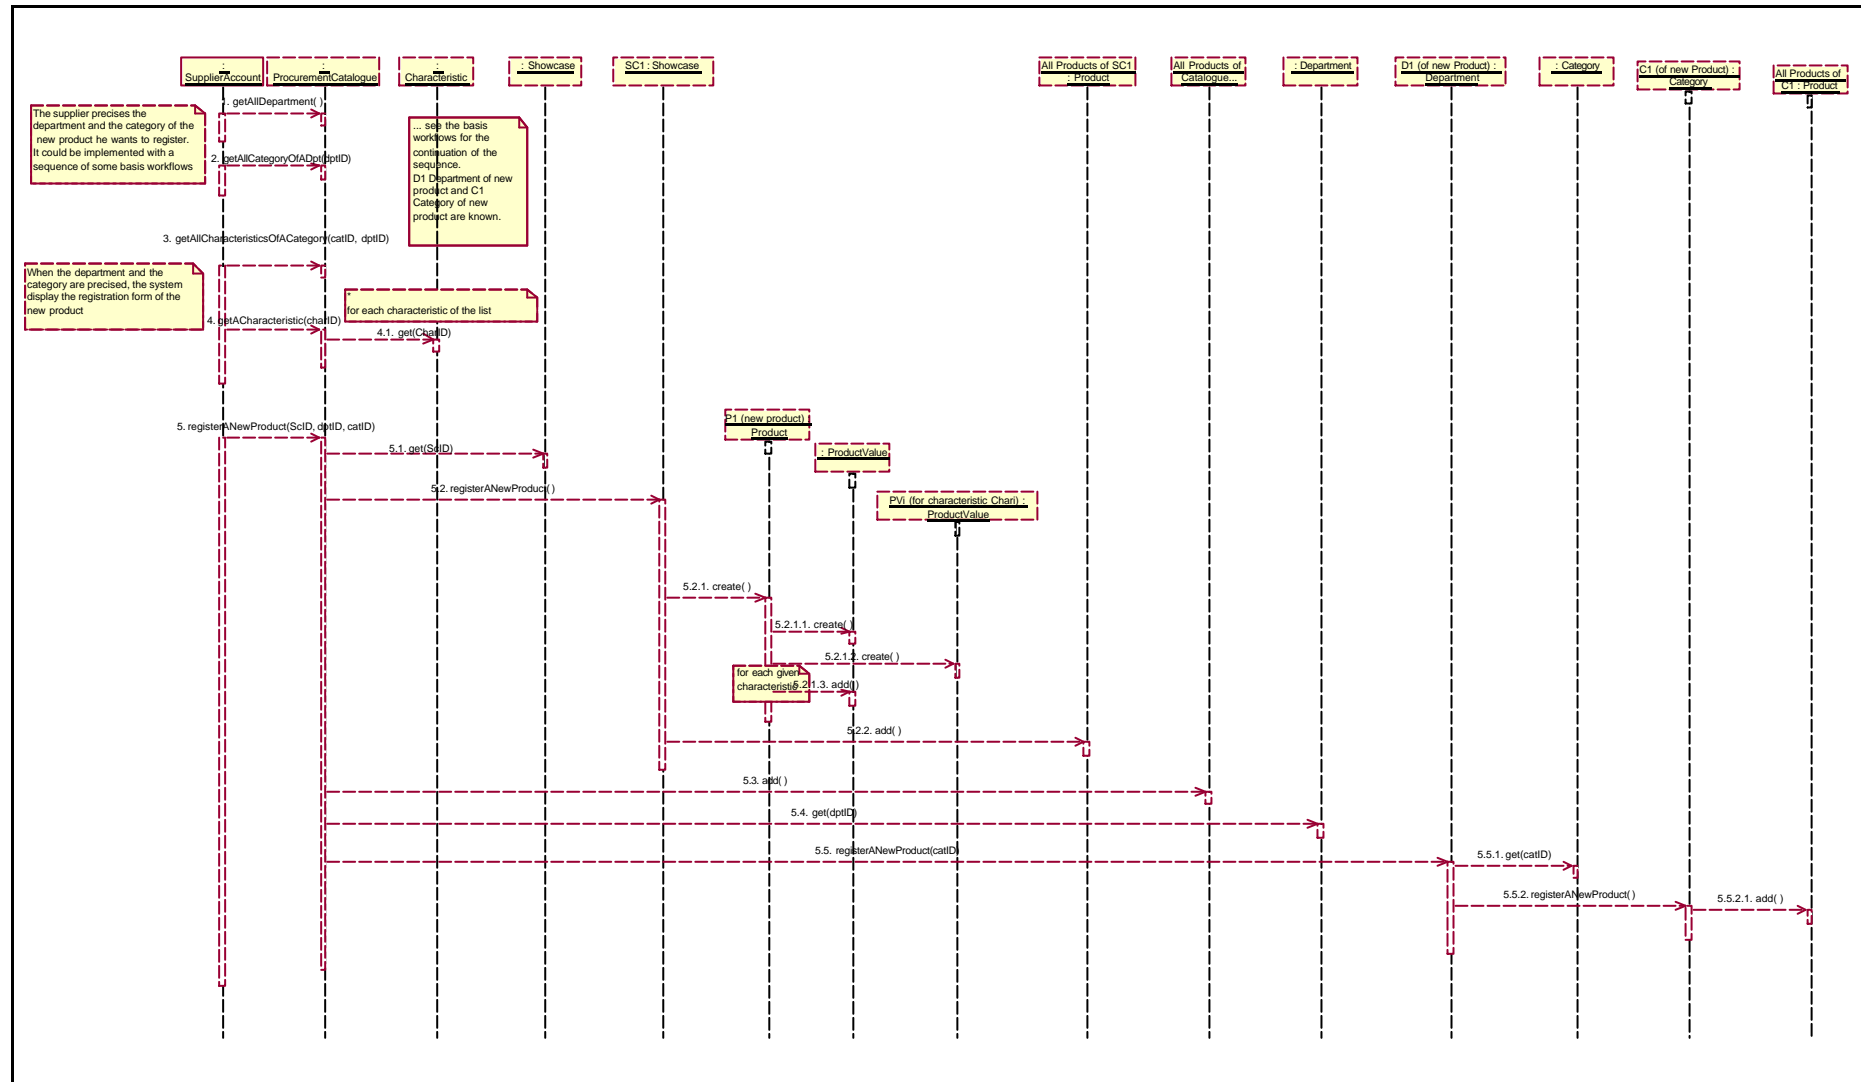 :
SupplierAccount
:
ProcurementCatalogue
:
Characteristic
: Showcase
SC1 : Showcase
All Products of SC1
: Product
All Products of
Catalogue...
: Department
D1 (of new Product) :
Department
: Category
C1 (of new Product) :
Category
All Products of
C1 : Product
1. getAllDepartment( )
The supplier precises the
department and the category of the
new product he wants to register.
It could be implemented with a
sequence of some basis workflows
2. getAllCategoryOfADpt(dptID)
... see the basis
workflows for the
continuation of the
sequence.
D1 Department of new
product and C1
Category of new
product are known.
3. getAllCharacteristicsOfACategory(catID, dptID)
When the department and the
category are precised, the system
display the registration form of the
new product
*
for each characteristic of the list
4. getACharacteristic(charID)
4.1. get(CharID)
5. registerANewProduct(ScID, dptID, catID)
P1 (new product) :
Product
5.1. get(ScID)
: ProductValue
5.2. registerANewProduct( )
PVi (for characteristic Chari) :
ProductValue
5.2.1. create( )
5.2.1.1. create( )
5.2.1.2. create( )
for each given
characteristic
5.2.1.3. add( )
5.2.2. add( )
5.3. add( )
5.4. get(dptID)
5.5. registerANewProduct(catID)
5.5.1. get(catID)
5.5.2. registerANewProduct( )
5.5.2.1. add( )